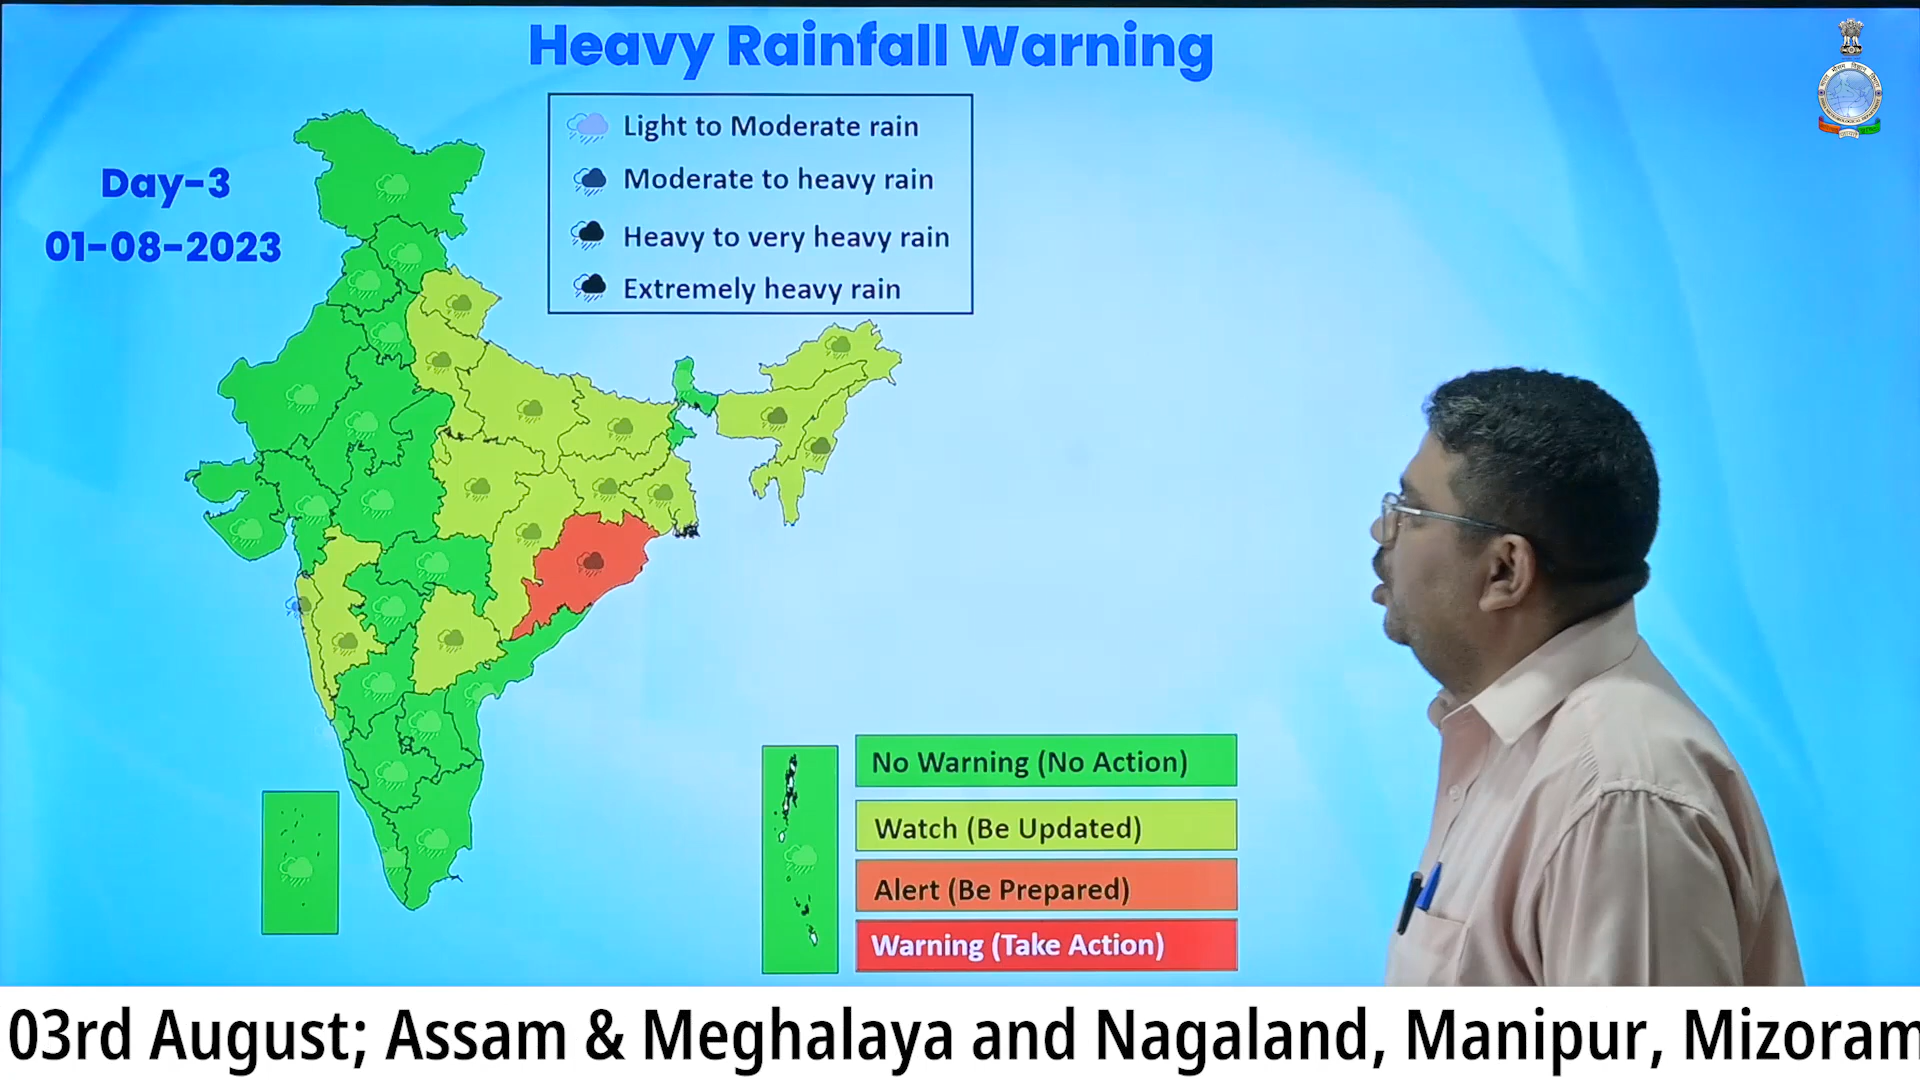 Heavy Rainfall Warning
Day-3
01-08-2023
Light to Moderate rain
Moderate to heavy rain
Heavy to very heavy rain
Extremely heavy rain
No Warning (No Action)
Watch (Be Updated)
Alert (Be Prepared)
Warning (Take Action)
03rd August; Assam & Meghalaya and Nagaland, Manipur, Mizoram